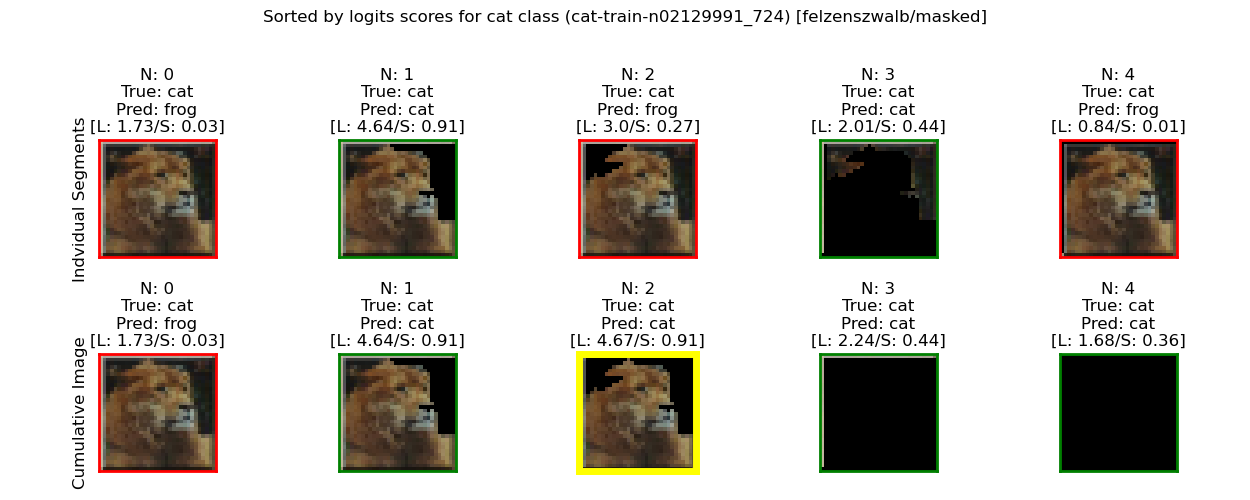 Sorted by logits scores for cat class (cat-train-n02129991_724) [felzenszwalb/masked]
Indvidual Segments
N: 0
True: cat
Pred: frog
[L: 1.73/S: 0.03]
N: 1
True: cat
Pred: cat
[L: 4.64/S: 0.91]
N: 2
True: cat
Pred: frog
[L: 3.0/S: 0.27]
N: 3
True: cat
Pred: cat
[L: 2.01/S: 0.44]
N: 4
True: cat
Pred: frog
[L: 0.84/S: 0.01]
Cumulative Image
N: 0
True: cat
Pred: frog
[L: 1.73/S: 0.03]
N: 1
True: cat
Pred: cat
[L: 4.64/S: 0.91]
N: 2
True: cat
Pred: cat
[L: 4.67/S: 0.91]
N: 3
True: cat
Pred: cat
[L: 2.24/S: 0.44]
N: 4
True: cat
Pred: cat
[L: 1.68/S: 0.36]